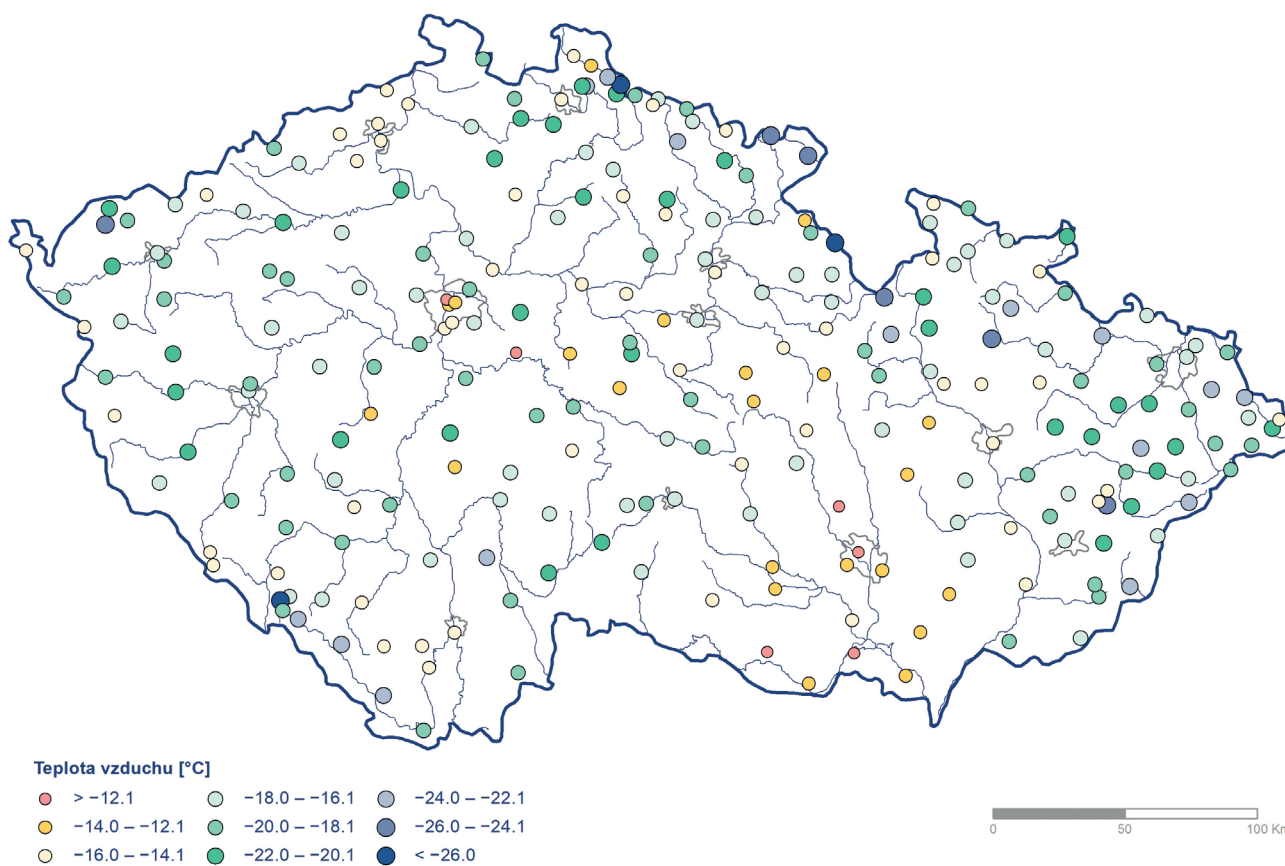 Teplota vzduchu [°C]
> −12.1
−14.0 – −12.1
−16.0 – −14.1
−18.0 – −16.1
−20.0 – −18.1
−22.0 – −20.1
−24.0 – −22.1
−26.0 – −24.1
< −26.0
0 50 100 Km